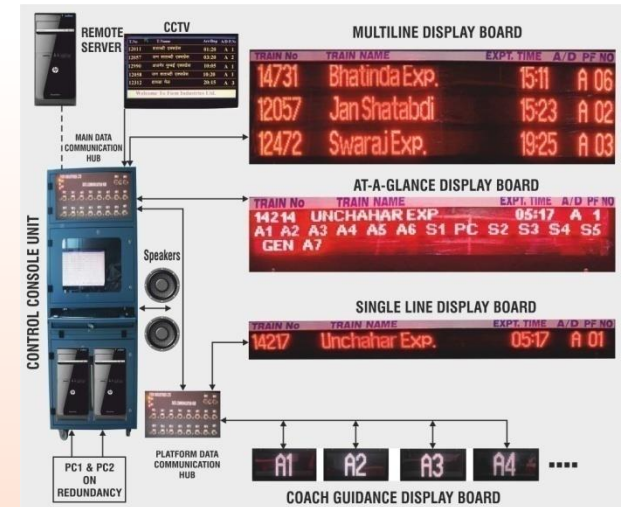 REMOTE
SERVER
CCTV
MULTILINE DISPLAY BOARD
TRAIN No TRAIN NAME EXPT. TIME A/D PF NO
14731 Bhatinda Exp. 15:11 A 06
12057 Jan Shatabdi 15:23 A 02
12472 Swaraj Exp. 19:25 A 03
MAIN DATA
COMMUNICATION
HUB
AT-A-GLANCE DISPLAY BOARD
TRAIN No TRAIN NAME EXPT. TIME A/D PF NO
14214 UNCHAHAR EXP 05:17 A 1
A1 A2 A3 A4 A5 A6 S1 PC S2 S3 S4 S5
GEN A7
Speakers
SINGLE LINE DISPLAY BOARD
TRAIN No TRAIN NAME EXPT. TIME A/D PF NO
14217 Unchahar Exp. 05:17 A 01
CONTROL CONSOLE UNIT
PLATFORM DATA
COMMUNICATION
HUB
PC1 & PC2
ON
REDUNDANCY
A1 A2 A3 A4
COACH GUIDANCE DISPLAY BOARD